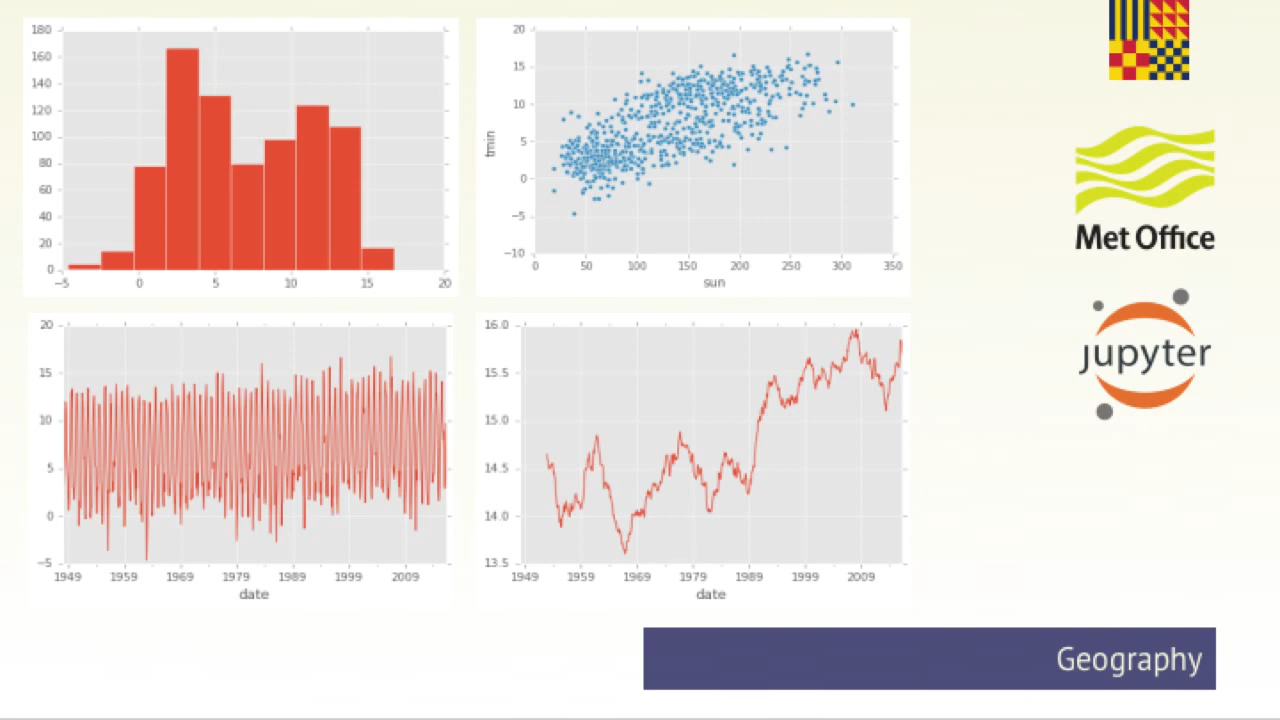 180
160
140
120
100
80
60
40
20
0
−5 0 5 10 15 20
20
15
10
5
0
−5
−10
tmin
0 50 100 150 200 250 300 350
sun
20
15
10
5
0
−5
1949 1959 1969 1979 1989 1999 2009
date
16.0
15.5
15.0
14.5
14.0
13.5
1949 1959 1969 1979 1989 1999 2009
date
Met Office
jupyter
Geography